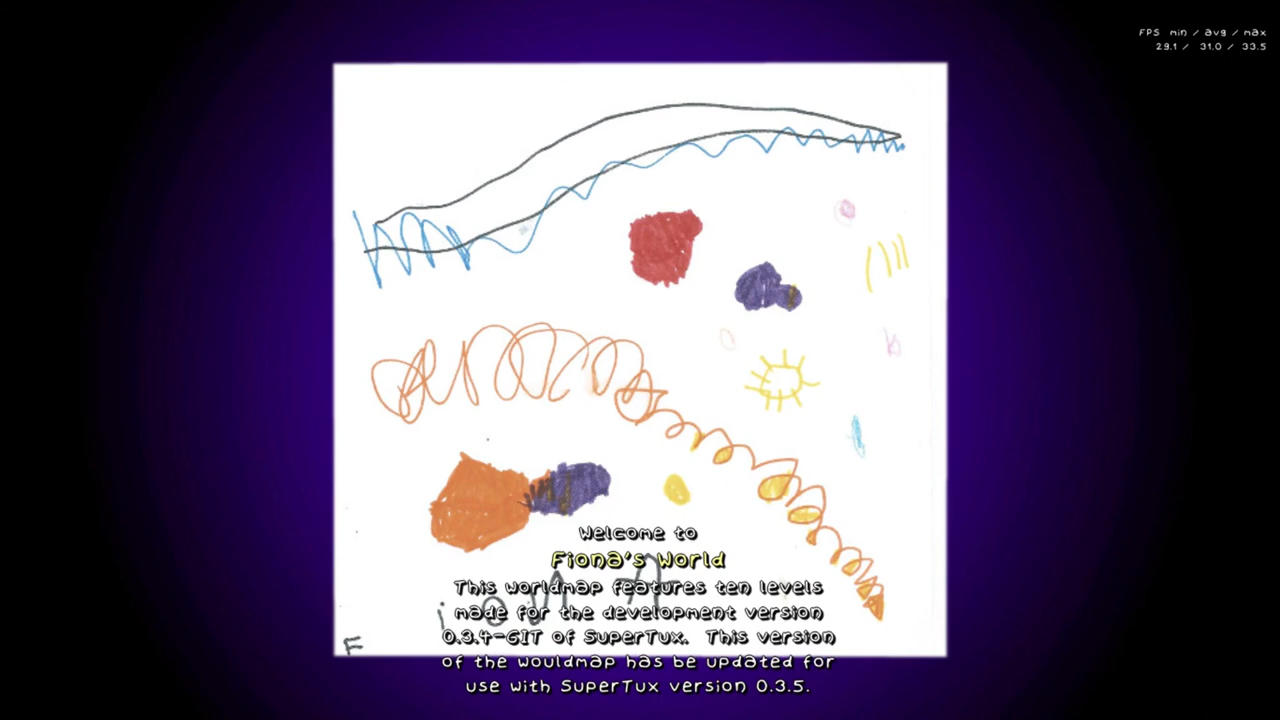 FPS min / avg / max
29.1 / 31.0 / 33.5
Welcome to
Fiona's World
This worldmap features ten levels
made for the development version
0.3.4-GIT of SuperTux. This version
of the wouldmap has be updated for
use with SuperTux version 0.3.5.
F i o n A